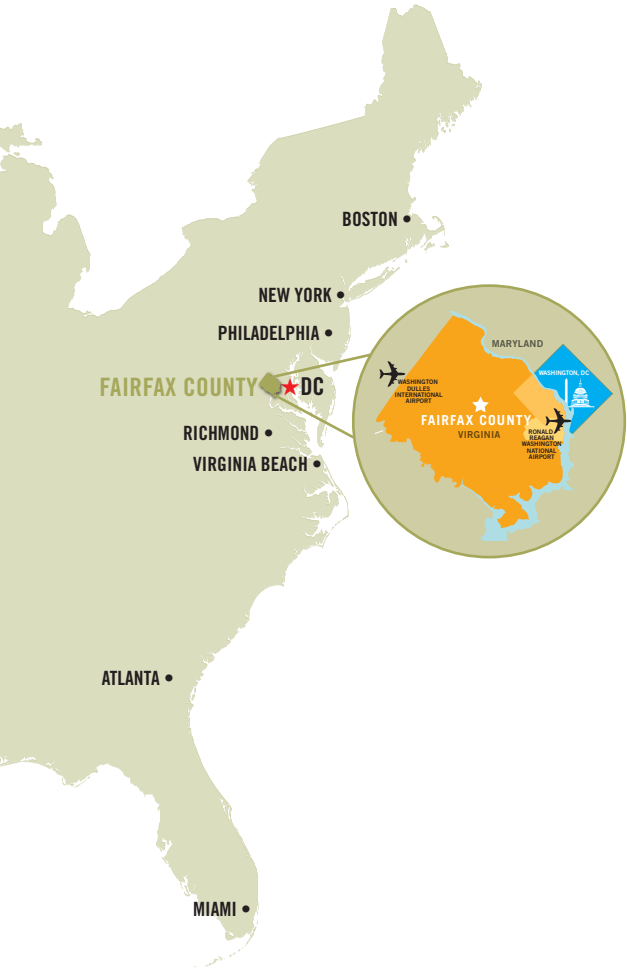 BOSTON
NEW YORK
PHILADELPHIA
FAIRFAX COUNTY
DC
RICHMOND
VIRGINIA BEACH
ATLANTA
MIAMI
MARYLAND
WASHINGTON, DC
WASHINGTON
DULLES
INTERNATIONAL
AIRPORT
FAIRFAX COUNTY
VIRGINIA
RONALD
REAGAN
WASHINGTON
NATIONAL
AIRPORT